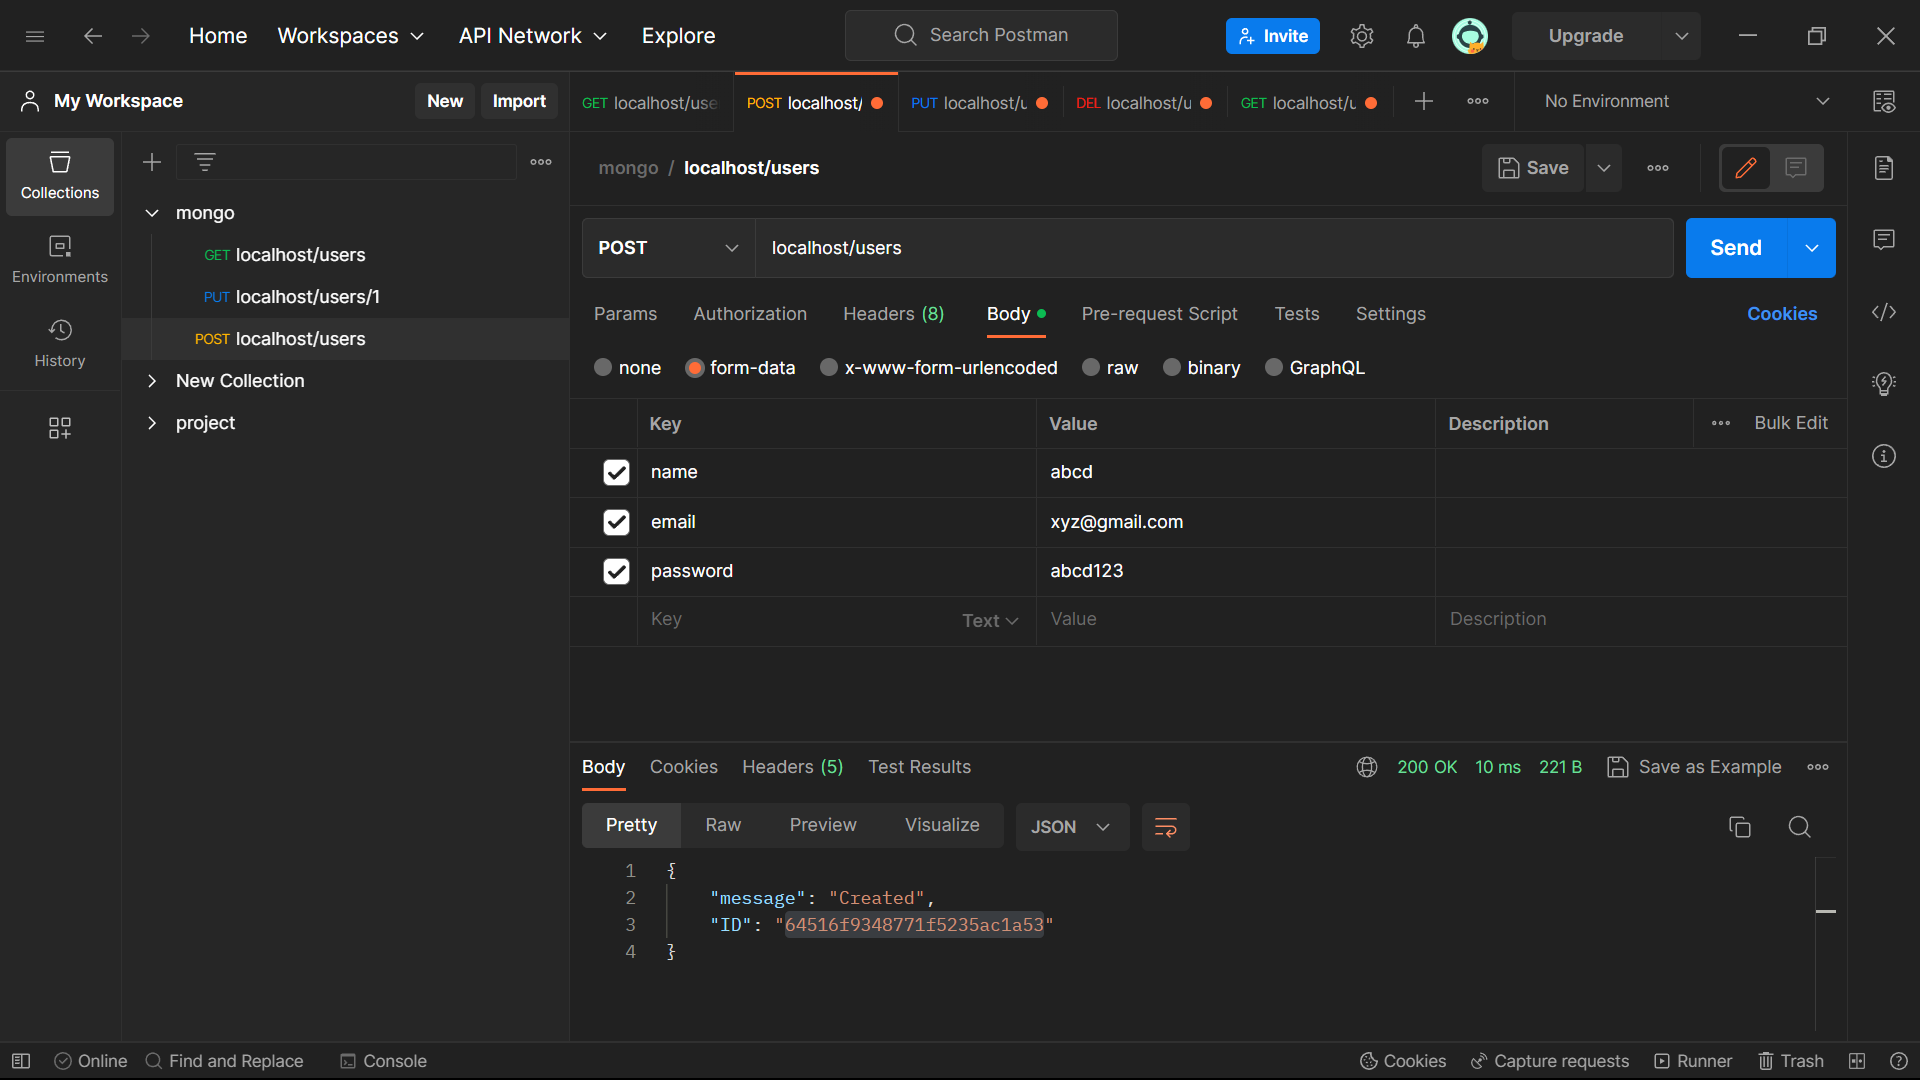 Home Workspaces API Network Explore Search Postman Invite Upgrade
My Workspace New Import
GET localhost/use POST localhost/ PUT localhost/u DEL localhost/u GET localhost/u No Environment
Collections
Environments
History
mongo
GET localhost/users
PUT localhost/users/1
POST localhost/users
New Collection
project
mongo / localhost/users Save
POST localhost/users Send
Params Authorization Headers (8) Body Pre-request Script Tests Settings Cookies
none form-data x-www-form-urlencoded raw binary GraphQL
Key Value Description Bulk Edit
name abcd
email xyz@gmail.com
password abcd123
Key Text Value Description
Body Cookies Headers (5) Test Results 200 OK 10 ms 221 B Save as Example
Pretty Raw Preview Visualize JSON
1 {
2 "message": "Created",
3 "ID": "64516f9348771f5235ac1a53"
4 }
Online Find and Replace Console Cookies Capture requests Runner Trash